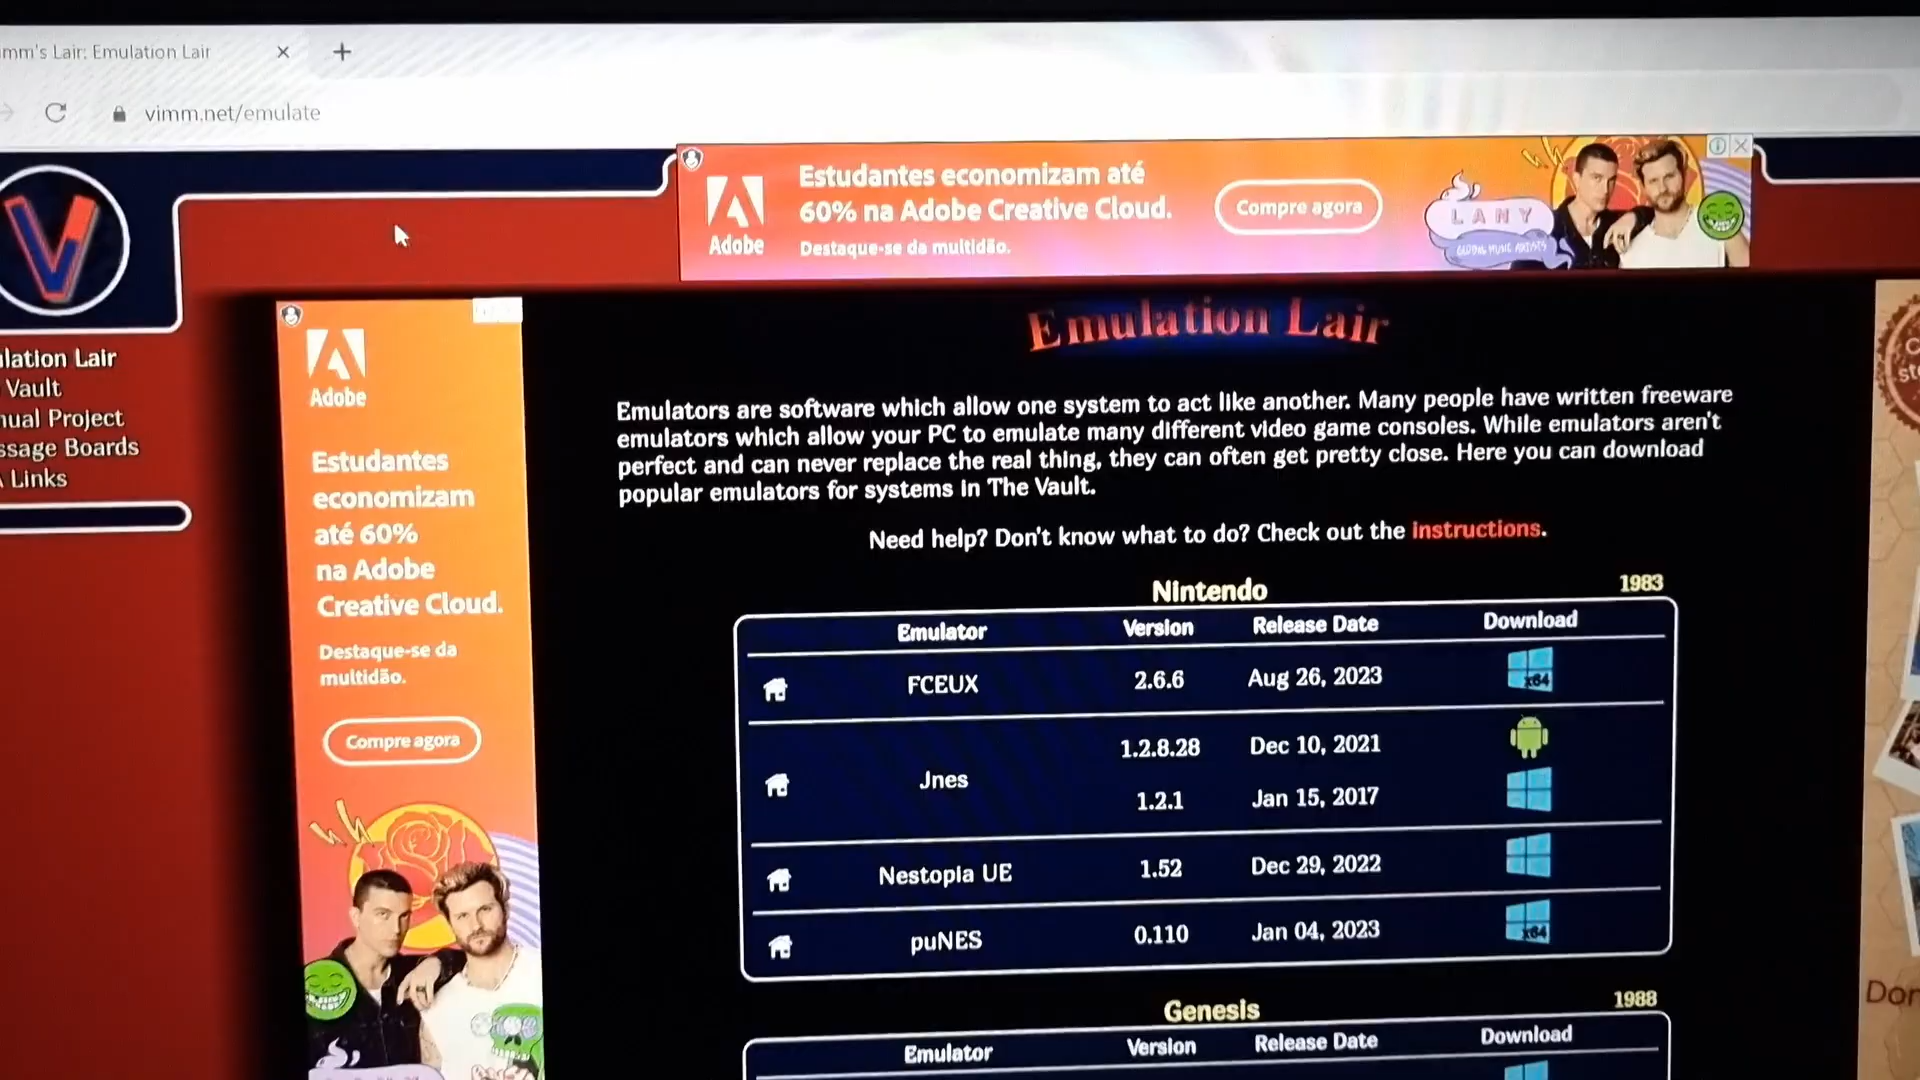 mm's Lair: Emulation Lair
vimm.net/emulate
Adobe
Estudantes economizam até
60% na Adobe Creative Cloud.
Destaque-se da multidão.
Compre agora
LANY
GLOBAL MUSIC ARTISTS
V
lation Lair
Vault
nual Project
ssage Boards
Links
Adobe
Estudantes
economizam
até 60%
na Adobe
Creative Cloud.
Destaque-se da
multidão.
Compre agora
Emulation Lair
Emulators are software which allow one system to act like another. Many people have written freeware
emulators which allow your PC to emulate many different video game consoles. While emulators aren't
perfect and can never replace the real thing, they can often get pretty close. Here you can download
popular emulators for systems in The Vault.
Need help? Don't know what to do? Check out the instructions.
Nintendo 1983
Emulator Version Release Date Download
FCEUX 2.6.6 Aug 26, 2023 x64
Jnes 1.2.8.28 Dec 10, 2021
1.2.1 Jan 15, 2017
Nestopia UE 1.52 Dec 29, 2022
puNES 0.110 Jan 04, 2023 x64
Genesis 1988
Emulator Version Release Date Download
Dor